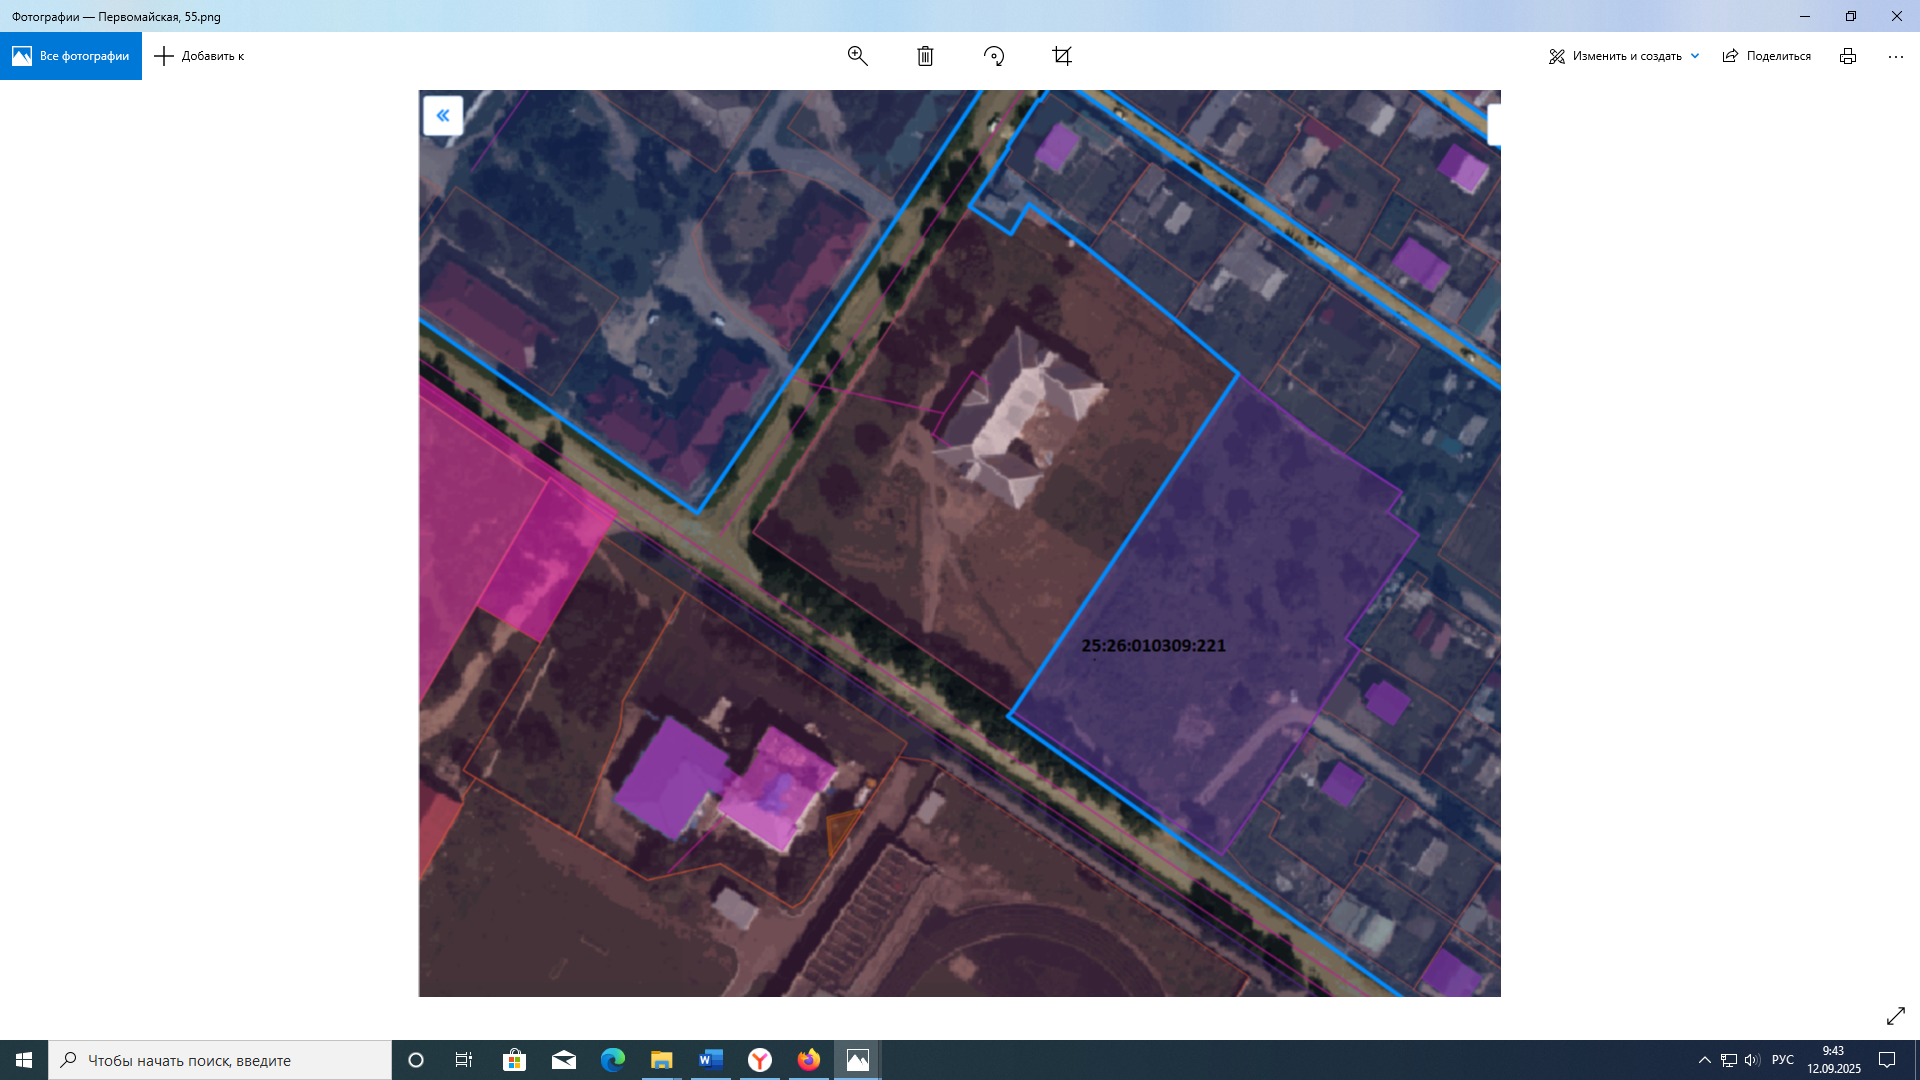 Фотографии — Первомайская, 55.png
Все фотографии
Добавить к
Изменить и создать
Поделиться
25:26:010309:221
Чтобы начать поиск, введите
РУС
9:43
12.09.2025